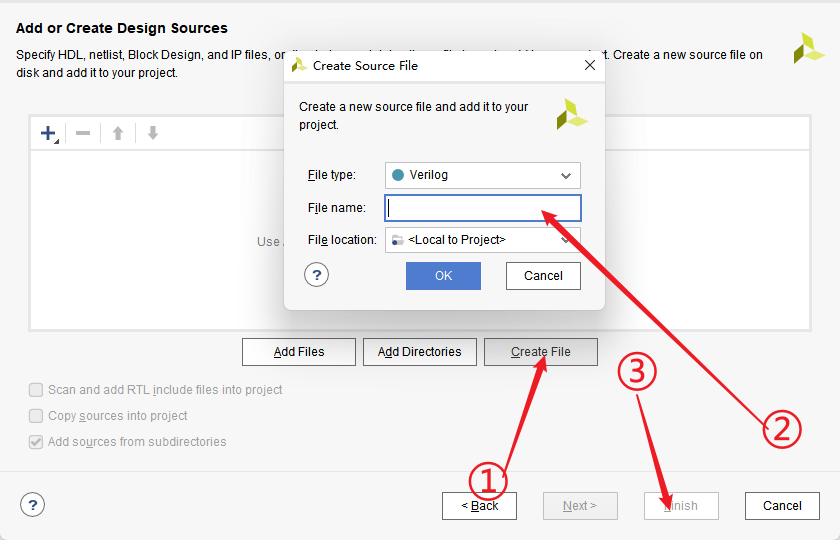 Add or Create Design Sources
Specify HDL, netlist, Block Design, and IP files, or
. Create a new source file on
disk and add it to your project.
Create Source File
Create a new source file and add it to your
project.
File type:
Verilog
File name:
File location:
<Local to Project>
?
OK
Cancel
Use
Add Files
Add Directories
Create File
Scan and add RTL include files into project
Copy sources into project
Add sources from subdirectories
③
②
①
?
< Back
Next >
Finish
Cancel